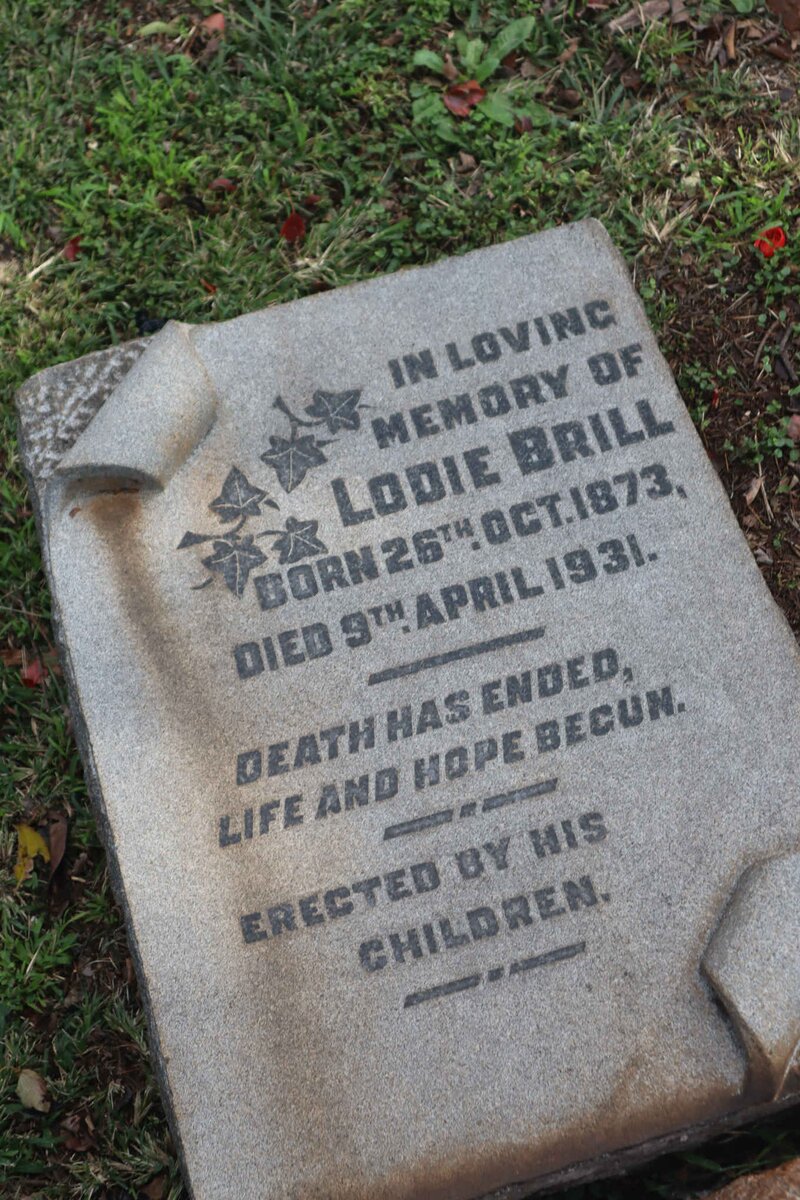 IN LOVING
MEMORY OF
LODIE BRILL
BORN 26TH. OCT. 1873,
DIED 9TH. APRIL 1931.
DEATH HAS ENDED,
LIFE AND HOPE BEGUN.
ERECTED BY HIS
CHILDREN.